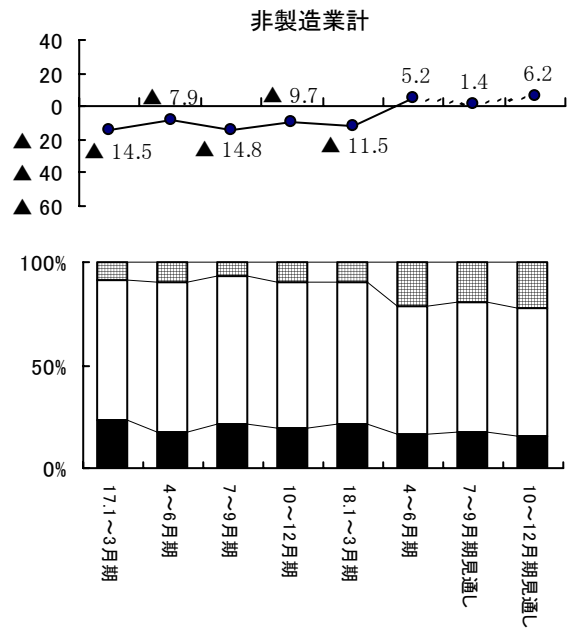 非製造業計
40
20
0
▲ 20
▲ 40
▲ 60
▲ 14.5
▲ 7.9
▲ 14.8
▲ 9.7
▲ 11.5
5.2
1.4
6.2
100%
50%
0%
17.1～3月期
4～6月期
7～9月期
10～12月期
18.1～3月期
4～6月期
7～9月期見通し
10～12月期見通し